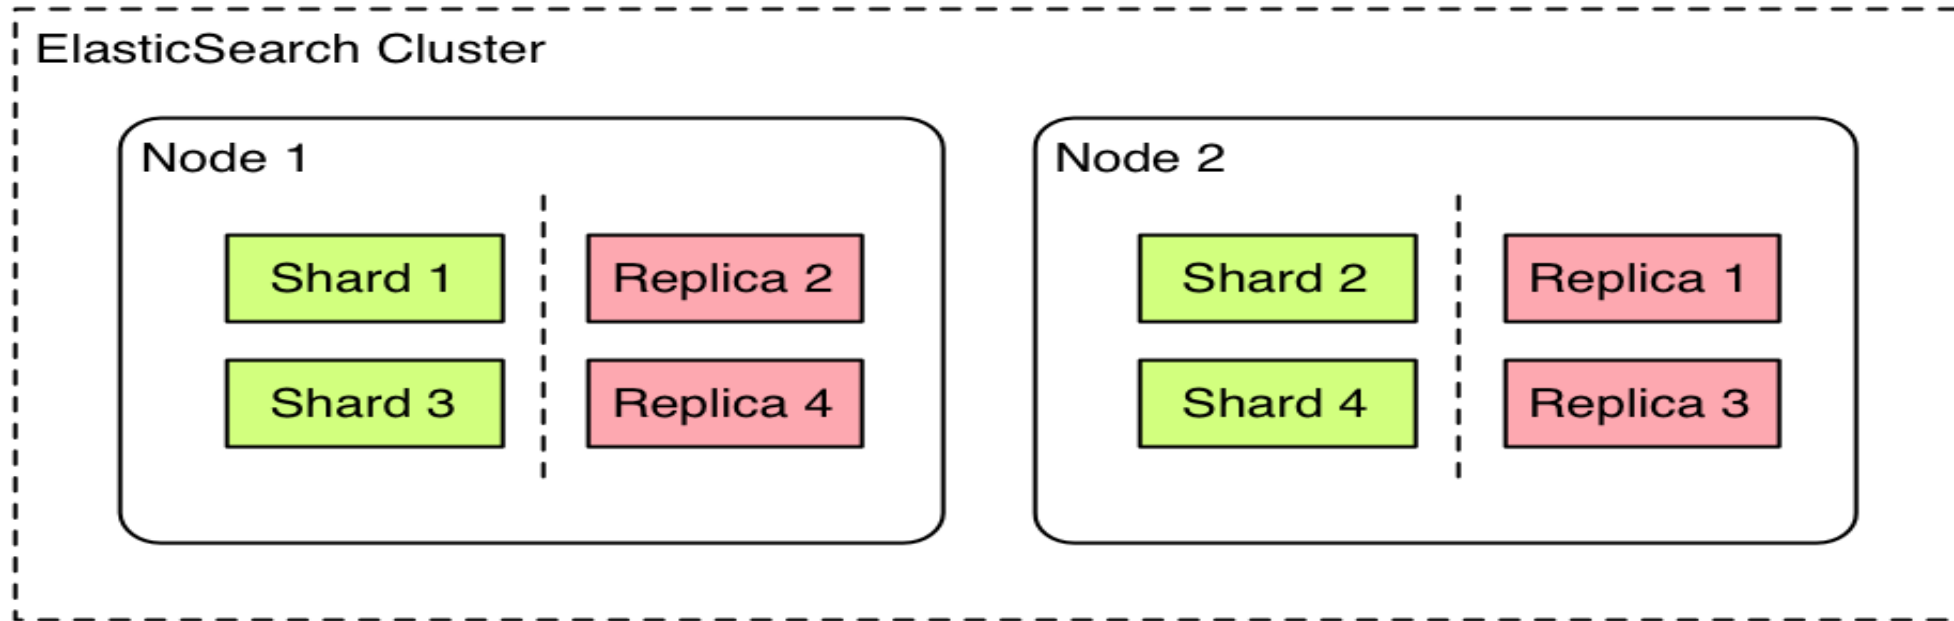 ElasticSearch Cluster
Node 1
Shard 1
Replica 2
Shard 3
Replica 4
Node 2
Shard 2
Replica 1
Shard 4
Replica 3